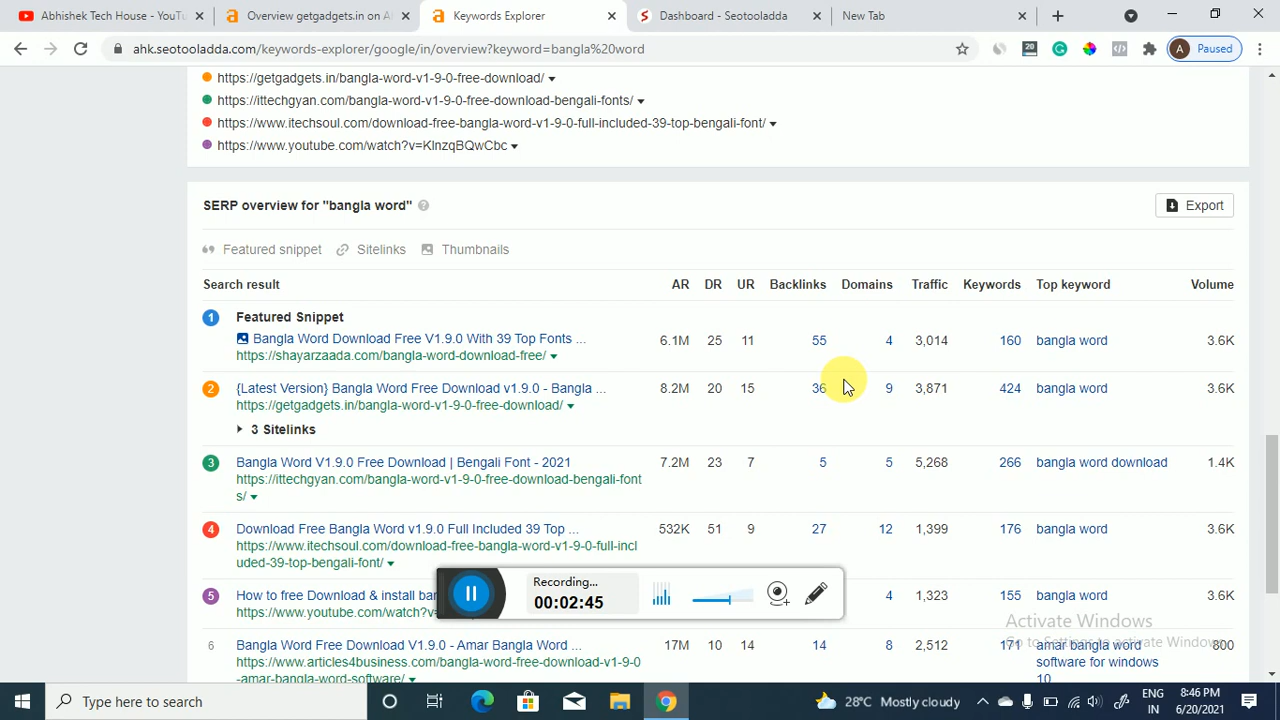 Abhishek Tech House - YouTu
Overview getgadets.in on A
Keywords Explorer
Dashboard - Seotooladda
New Tab
ahk.seotooladda.com/keywords-explorer/google/in/overview?keyword=bangla%20word
20
A Paused
https://getgadgets.in/bangla-word-v1-9-0-free-download/
https://ittechgyan.com/bangla-word-v1-9-0-free-download-bengali-fonts/
https://www.itechsoul.com/download-free-bangla-word-v1-9-0-full-included-39-top-bengali-font/
https://www.youtube.com/watch?v=KlnzqBQwCbc
SERP overview for "bangla word"
Export
Featured snippet Sitelinks Thumbnails
Search result AR DR UR Backlinks Domains Traffic Keywords Top keyword Volume
1 Featured Snippet
Bangla Word Download Free V1.9.0 With 39 Top Fonts ... 6.1M 25 11 55 4 3,014 160 bangla word 3.6K
https://shayarzaada.com/bangla-word-download-free/
2 {Latest Version} Bangla Word Free Download v1.9.0 - Bangla ... 8.2M 20 15 36 9 3,871 424 bangla word 3.6K
https://getgadgets.in/bangla-word-v1-9-0-free-download/
3 Sitelinks
3 Bangla Word V1.9.0 Free Download | Bengali Font - 2021 7.2M 23 7 5 5 5,268 266 bangla word download 1.4K
https://ittechgyan.com/bangla-word-v1-9-0-free-download-bengali-font
s/
4 Download Free Bangla Word v1.9.0 Full Included 39 Top ... 532K 51 9 27 12 1,399 176 bangla word 3.6K
https://www.itechsoul.com/download-free-bangla-word-v1-9-0-full-incl
uded-39-top-bengali-font/
Recording...
00:02:45
5 How to free Download & install bar 4 1,323 155 bangla word 3.6K
https://www.youtube.com/watch?v=
Activate Windows
Go to Settings to activate Windows.
6 Bangla Word Free Download V1.9.0 - Amar Bangla Word ... 17M 10 14 14 8 2,512 171 amar bangla word 800
https://www.articles4business.com/bangla-word-free-download-v1-9-0 software for windows
-amar-bangla-word-software/ 10
Type here to search
28°C Mostly cloudy
ENG
IN
8:46 PM
6/20/2021